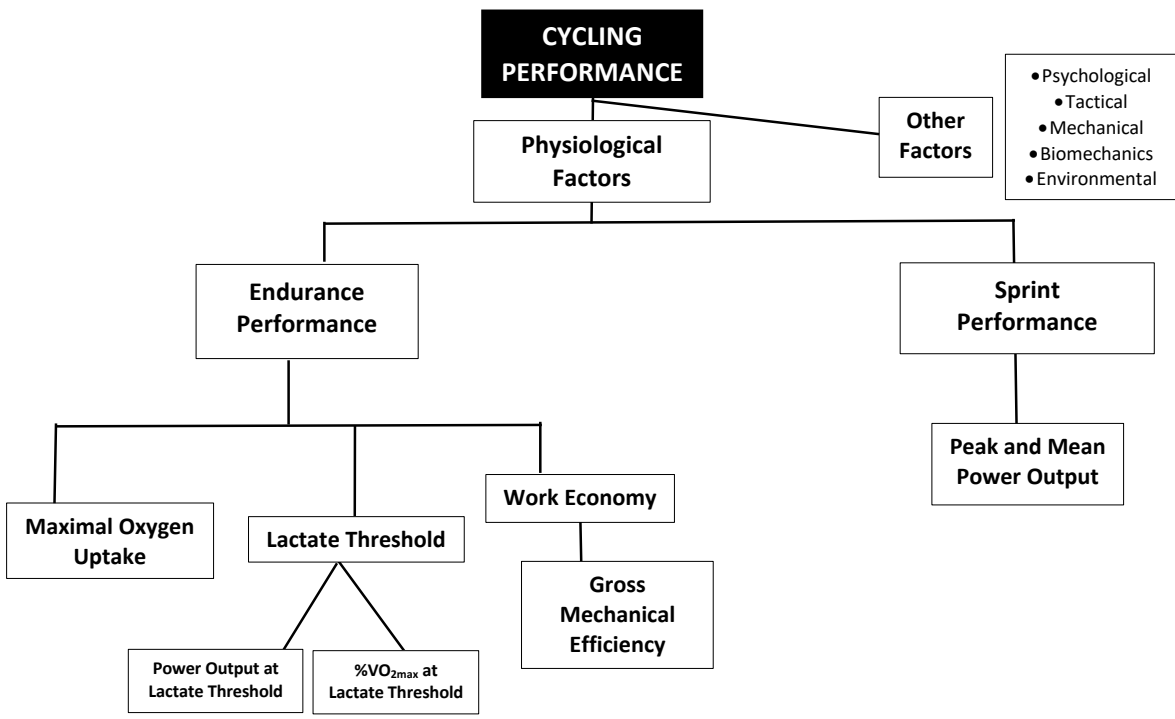 CYCLING
PERFORMANCE
•Psychological
•Tactical
•Mechanical
•Biomechanics
•Environmental
Other
Factors
Physiological
Factors
Endurance
Performance
Sprint
Performance
Peak and Mean
Power Output
Work Economy
Maximal Oxygen
Uptake
Lactate Threshold
Gross
Mechanical
Efficiency
Power Output at
Lactate Threshold
%VO₂max at
Lactate Threshold